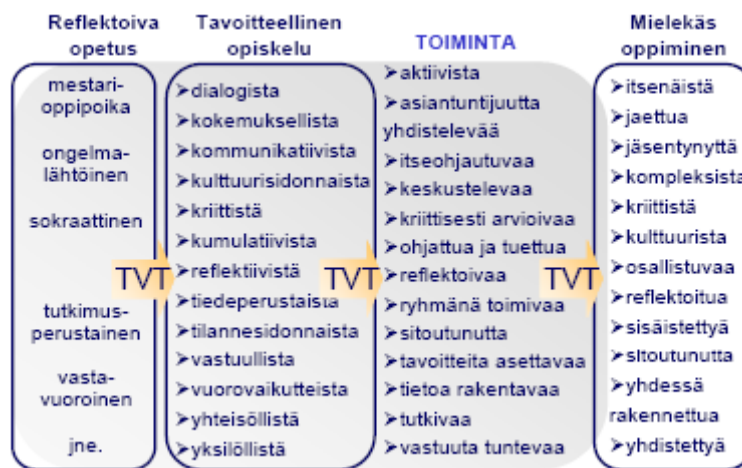 Reflektoiva
opetus
mestari-
oppipoika
ongelma-
lähtöinen
sokraattinen
tutkimus-
perustainen
vasta-
vuoroinen
jne.
TVT
Tavoitteellinen
opiskelu
➢dialogista
➢kokemuksellista
➢kommunikatiivista
➢kulttuurisidonnaista
➢kriittistä
➢kumulatiivista
➢reflektiivistä
➢tiedeperustaista
➢tilannesidonnaista
➢vastuullista
➢vuorovaikutteista
➢yhteisöllistä
➢yksilöllistä
TVT
TOIMINTA
➢aktiivista
➢asiantuntijuutta
yhdistelevää
➢itseohjautuvaa
➢keskustelevaa
➢kriittisesti arvioivaa
➢ohjattua ja tuettua
➢reflektoivaa
➢ryhmänä toimivaa
➢sitoutunutta
➢tavoitteita asettavaa
➢tietoa rakentavaa
➢tutkivaa
➢vastuuta tuntevaa
TVT
Mielekäs
oppiminen
➢itsenäistä
➢jaettua
➢jäsentynyttä
➢kompleksista
➢kriittistä
➢kulttuurista
➢osallistuvaa
➢reflektoitua
➢sisäistettyä
➢sitoutunutta
➢yhdessä
rakennettua
➢yhdistettyä